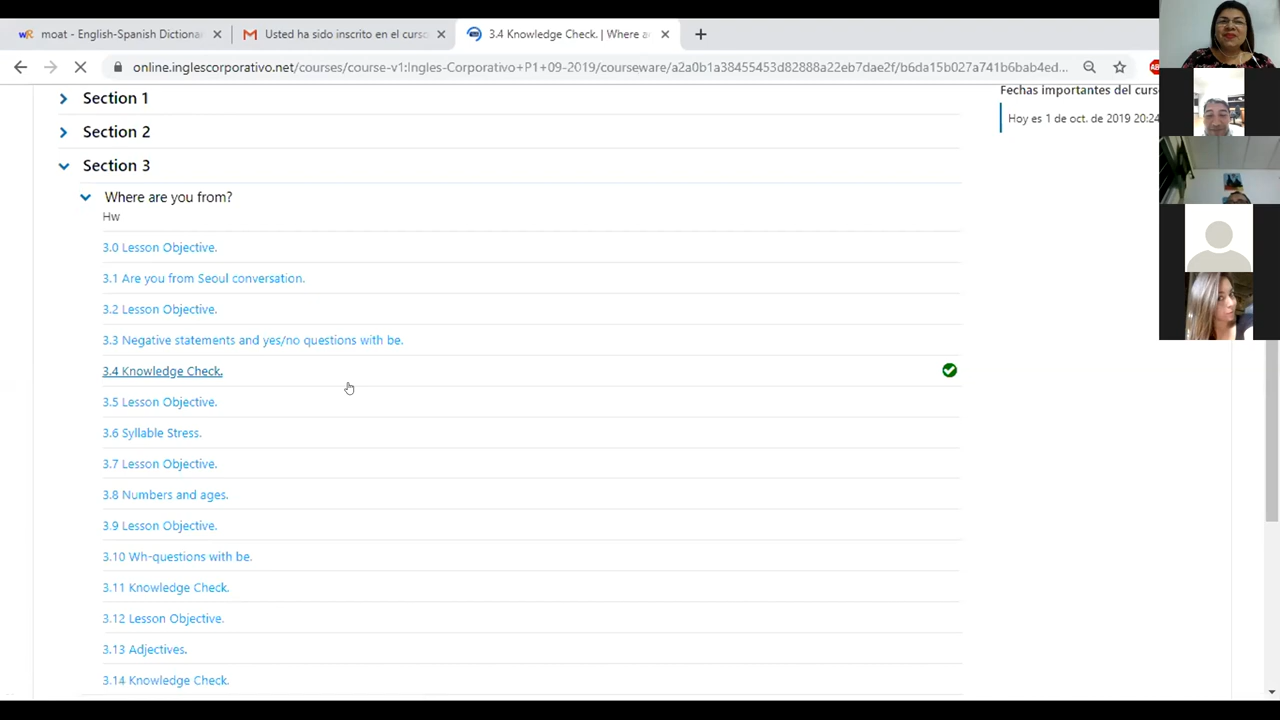 moat - English-Spanish Dictiona
Usted ha sido inscrito en el curso
3.4 Knowledge Check. | Where a
online.inglescorporativo.net/courses/course-v1:Ingles-Corporativo+P1+09-2019/courseware/a2a0b1a38455453d82888a22eb7dae2f/b6da15b027a741b6bab4ed...
Section 1
Fechas importantes del curs
Hoy es 1 de oct. de 2019 20:24
Section 2
Section 3
Where are you from?
Hw
3.0 Lesson Objective.
3.1 Are you from Seoul conversation.
3.2 Lesson Objective.
3.3 Negative statements and yes/no questions with be.
3.4 Knowledge Check.
3.5 Lesson Objective.
3.6 Syllable Stress.
3.7 Lesson Objective.
3.8 Numbers and ages.
3.9 Lesson Objective.
3.10 Wh-questions with be.
3.11 Knowledge Check.
3.12 Lesson Objective.
3.13 Adjectives.
3.14 Knowledge Check.